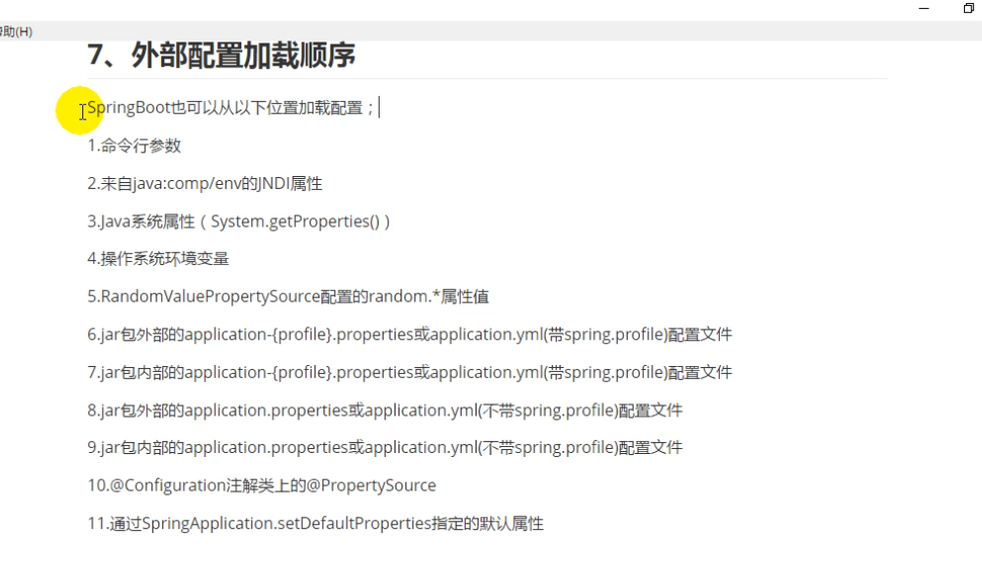 帮助(H)
7、外部配置加载顺序
SpringBoot也可以从以下位置加载配置；
1.命令行参数
2.来自java:comp/env的JNDI属性
3.Java系统属性（System.getProperties()）
4.操作系统环境变量
5.RandomValuePropertySource配置的random.*属性值
6.jar包外部的application-{profile}.properties或application.yml(带spring.profile)配置文件
7.jar包内部的application-{profile}.properties或application.yml(带spring.profile)配置文件
8.jar包外部的application.properties或application.yml(不带spring.profile)配置文件
9.jar包内部的application.properties或application.yml(不带spring.profile)配置文件
10.@Configuration注解类上的@PropertySource
11.通过SpringApplication.setDefaultProperties指定的默认属性